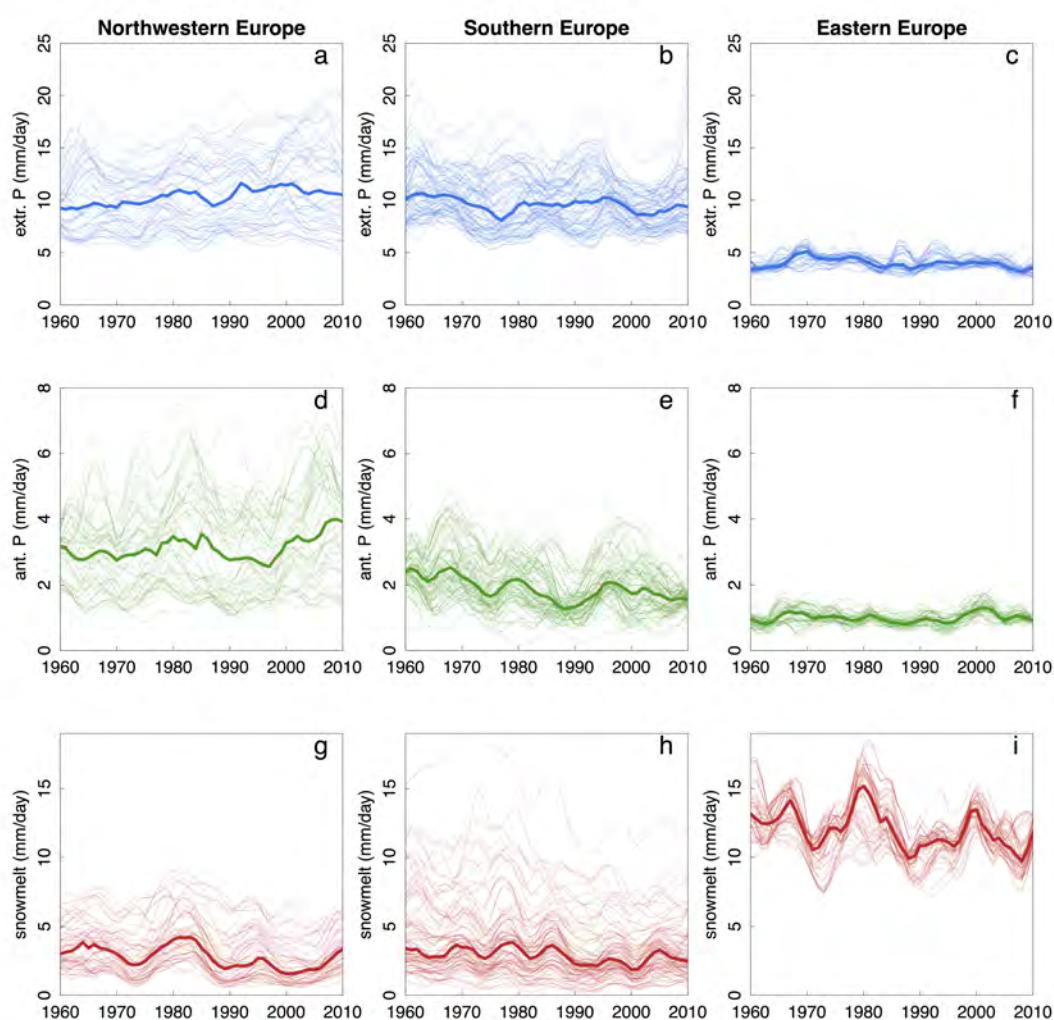 Northwestern Europe Southern Europe Eastern Europe
a b c
extr. P (mm/day) extr. P (mm/day) extr. P (mm/day)
25 25 25
20 20 20
15 15 15
10 10 10
5 5 5
0 0 0
1960 1970 1980 1990 2000 2010 1960 1970 1980 1990 2000 2010 1960 1970 1980 1990 2000 2010
d e f
ant. P (mm/day) ant. P (mm/day) ant. P (mm/day)
8 8 8
6 6 6
4 4 4
2 2 2
0 0 0
1960 1970 1980 1990 2000 2010 1960 1970 1980 1990 2000 2010 1960 1970 1980 1990 2000 2010
g h i
snowmelt (mm/day) snowmelt (mm/day) snowmelt (mm/day)
15 15 15
10 10 10
5 5 5
0 0 0
1960 1970 1980 1990 2000 2010 1960 1970 1980 1990 2000 2010 1960 1970 1980 1990 2000 2010